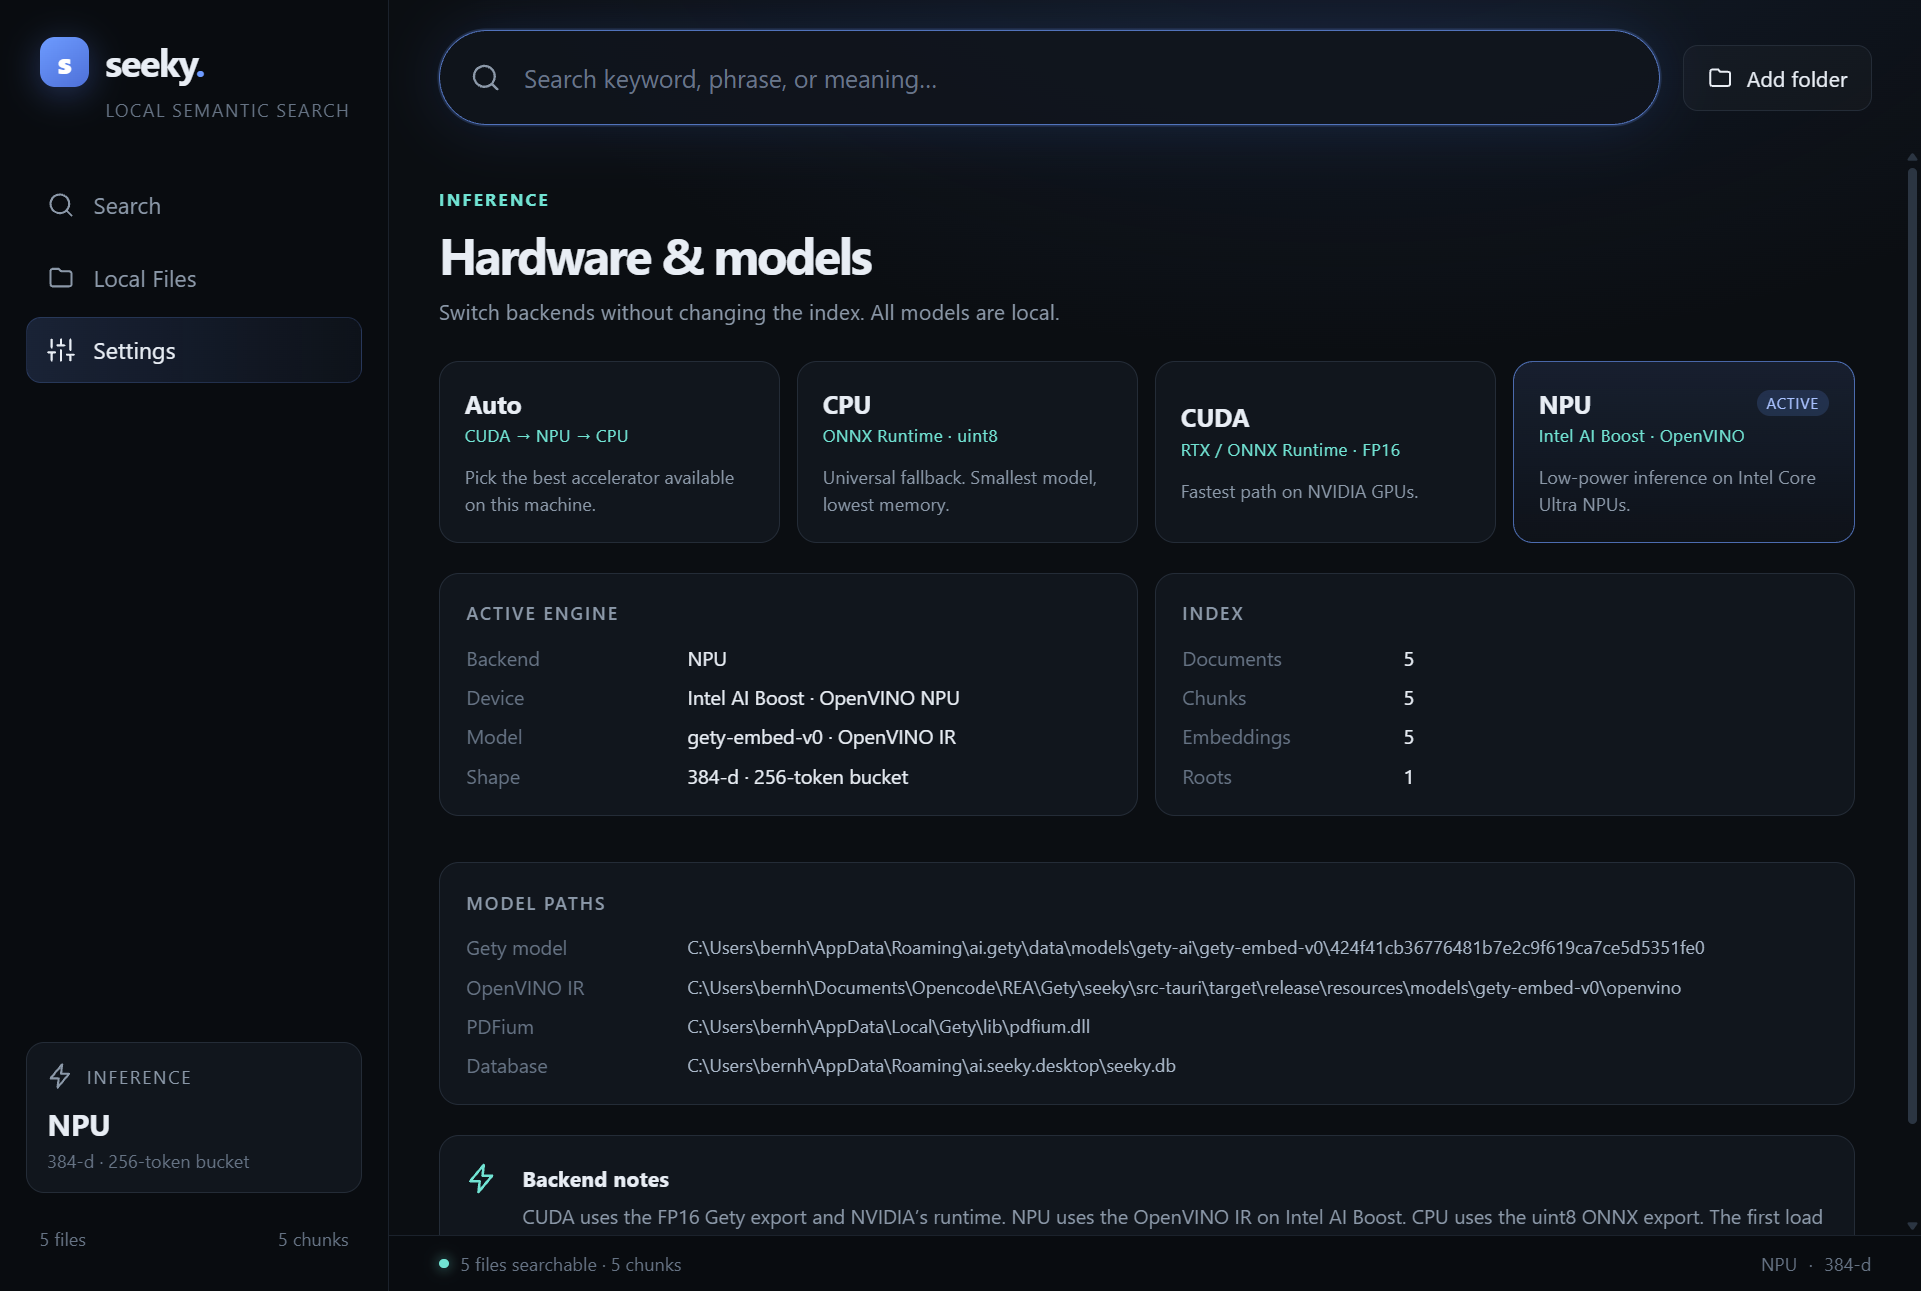 s
seeky.
LOCAL SEMANTIC SEARCH
Search
Local Files
Settings
INFERENCE
NPU
384-d · 256-token bucket
5 files
5 chunks
Search keyword, phrase, or meaning...
Add folder
INFERENCE
Hardware & models
Switch backends without changing the index. All models are local.
Auto
CUDA → NPU → CPU
Pick the best accelerator available
on this machine.
CPU
ONNX Runtime · uint8
Universal fallback. Smallest model,
lowest memory.
CUDA
RTX / ONNX Runtime · FP16
Fastest path on NVIDIA GPUs.
NPU
ACTIVE
Intel AI Boost · OpenVINO
Low-power inference on Intel Core
Ultra NPUs.
ACTIVE ENGINE
Backend NPU
Device Intel AI Boost · OpenVINO NPU
Model gety-embed-v0 · OpenVINO IR
Shape 384-d · 256-token bucket
INDEX
Documents 5
Chunks 5
Embeddings 5
Roots 1
MODEL PATHS
Gety model C:\Users\bernh\AppData\Roaming\ai.gety\data\models\gety-ai\gety-embed-v0\424f41cb36776481b7e2c9f619ca7ce5d5351fe0
OpenVINO IR C:\Users\bernh\Documents\Opencode\REA\Gety\seeky\src-tauri\target\release\resources\models\gety-embed-v0\openvino
PDFium C:\Users\bernh\AppData\Local\Gety\lib\pdfium.dll
Database C:\Users\bernh\AppData\Roaming\ai.seeky.desktop\seeky.db
Backend notes
CUDA uses the FP16 Gety export and NVIDIA's runtime. NPU uses the OpenVINO IR on Intel AI Boost. CPU uses the uint8 ONNX export. The first load
5 files searchable · 5 chunks
NPU · 384-d